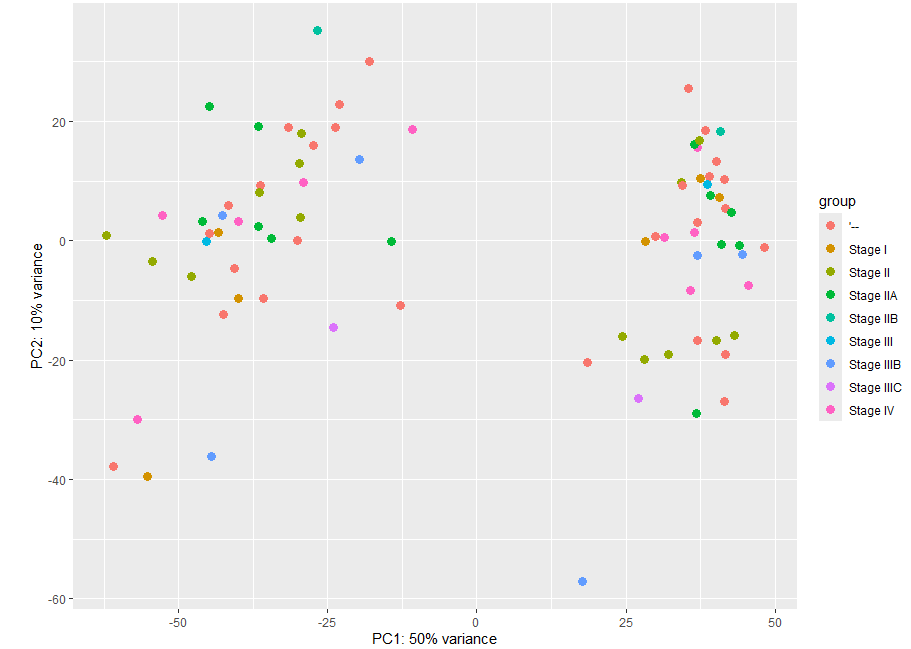 20
0
-20
-40
-60
PC2: 10% variance
-50
-25
0
25
50
PC1: 50% variance
group
'--
Stage I
Stage II
Stage IIA
Stage IIB
Stage III
Stage IIIB
Stage IIIC
Stage IV